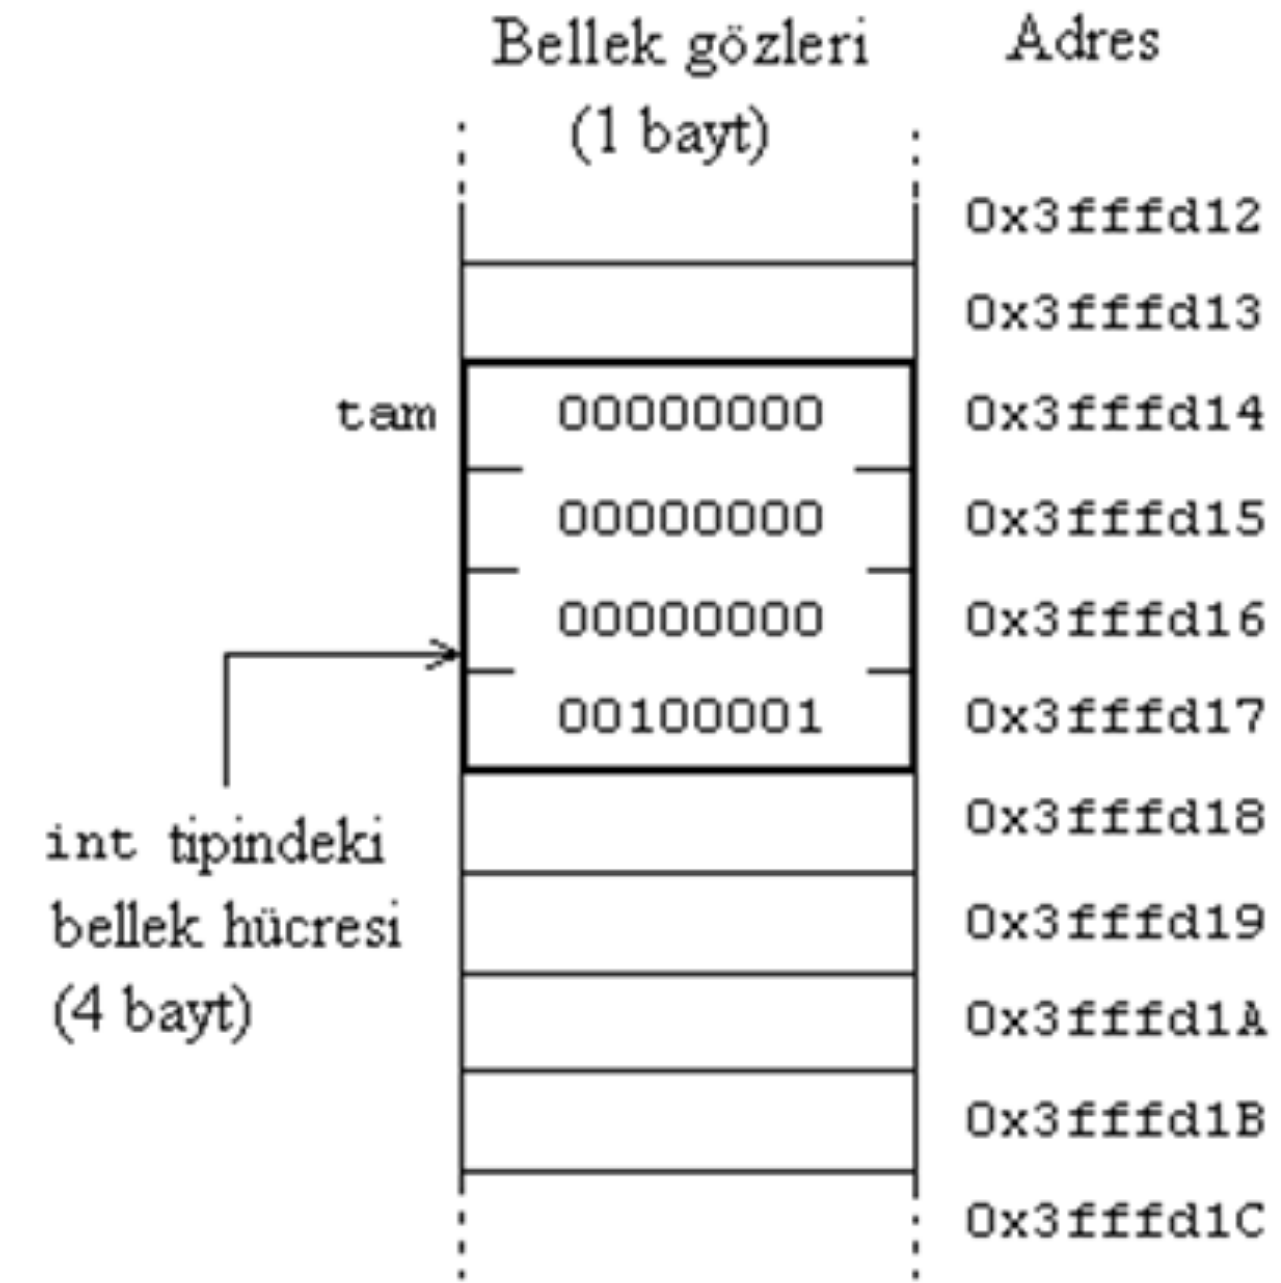 Bellek gözleri
(1 bayt)
Adres
0x3fffd12
0x3fffd13
tam
00000000
0x3fffd14
00000000
0x3fffd15
00000000
0x3fffd16
00100001
0x3fffd17
int tipindeki
bellek hücresi
(4 bayt)
0x3fffd18
0x3fffd19
0x3fffd1A
0x3fffd1B
0x3fffd1C